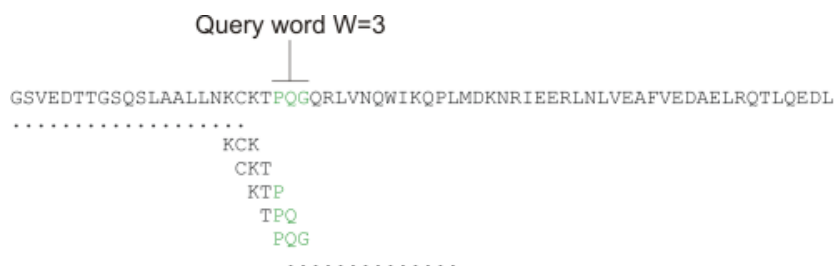 Query word W=3
GSVEDTTGSQSLAALLNKCKTPQGQRLVNQWIKQPLMDKNRIEERLNLVEAFVEDAELRQTLQEDL
...................
KCK
CKT
KTP
TPQ
PQG
..............